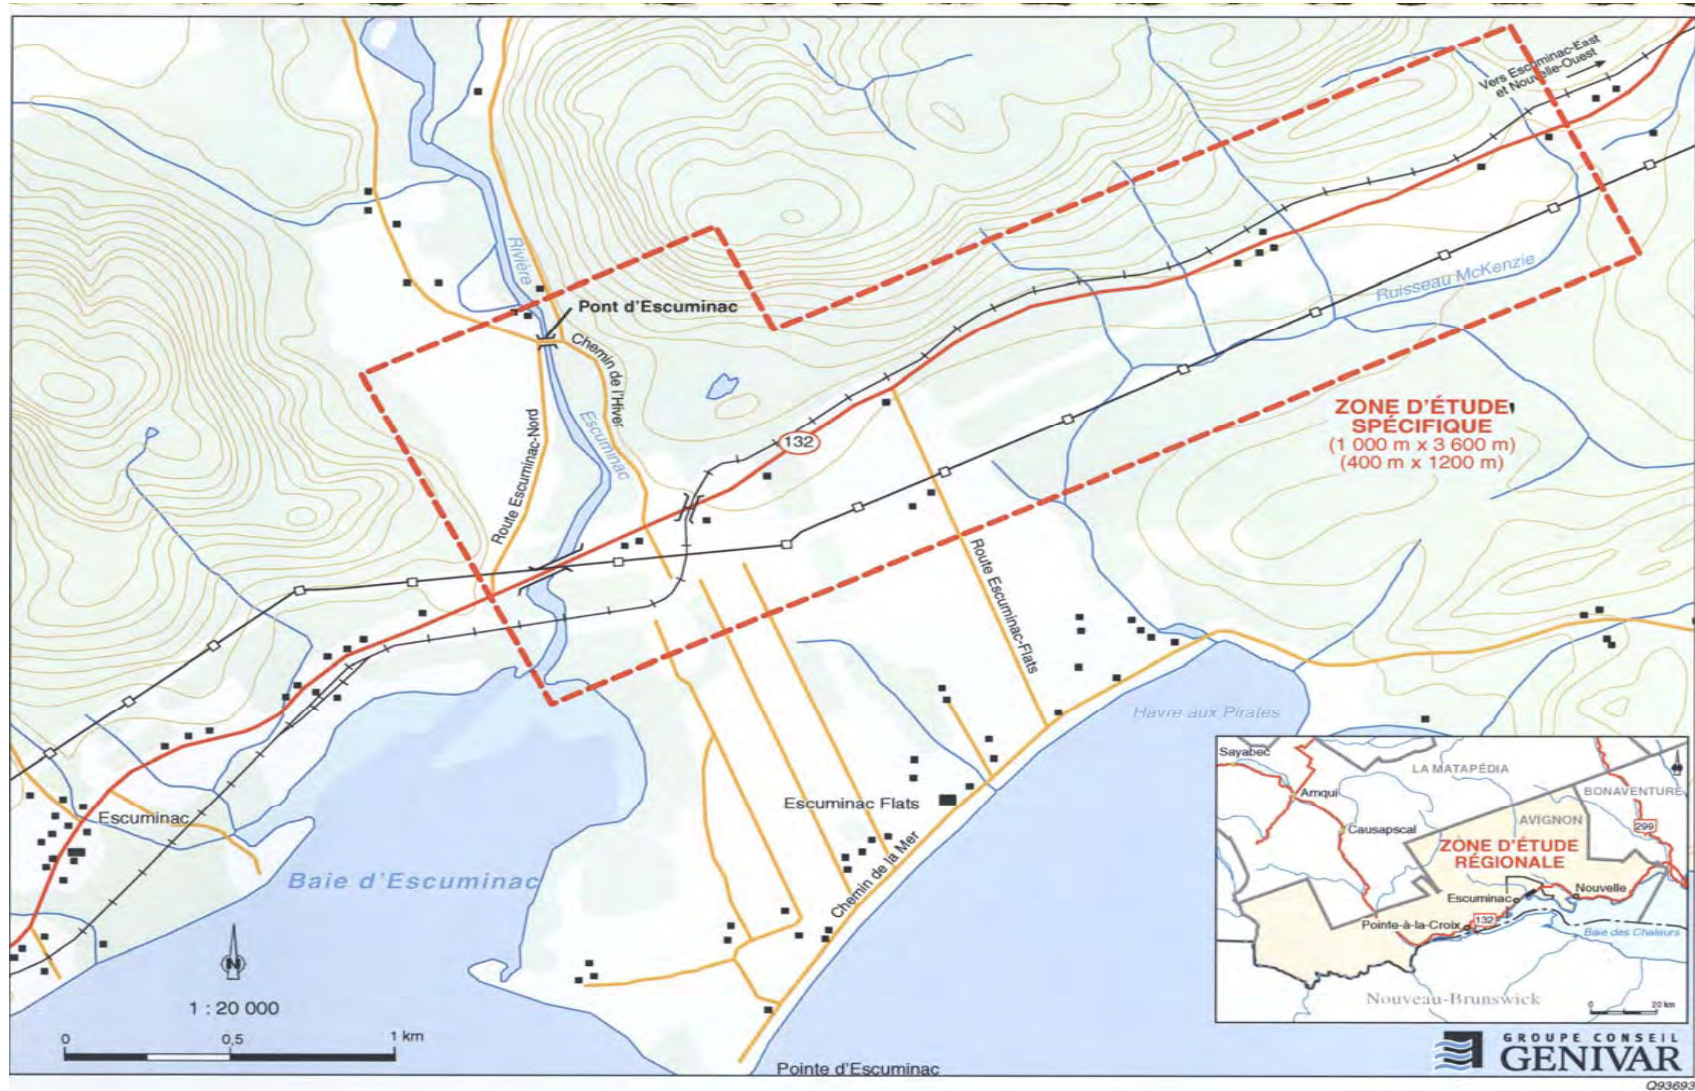 Vers Escuminac-East
et Nouvelle-Ouest
Rivière
Pont d'Escuminac
Chemin de l'Hiver
Ruisseau McKenzie
Escuminac
Route Escuminac-Nord
132
ZONE D'ÉTUDE
SPÉCIFIQUE
(1 000 m x 3 600 m)
(400 m x 1200 m)
Route Escuminac-Flats
Havre aux Pirates
Escuminac Flats
Escuminac
Chemin de la Mer
Baie d'Escuminac
N
1 : 20 000
0
0,5
1 km
Pointe d'Escuminac
Sayabec
LA MATAPÉDIA
BONAVENTURE
Amqui
Causapscal
AVIGNON
299
ZONE D'ÉTUDE
RÉGIONALE
Escuminac
Nouvelle
Pointe-à-la-Croix
132
Baie des Chaleurs
Nouveau-Brunswick
0
20 km
GROUPE CONSEIL
GENIVAR
Q93693